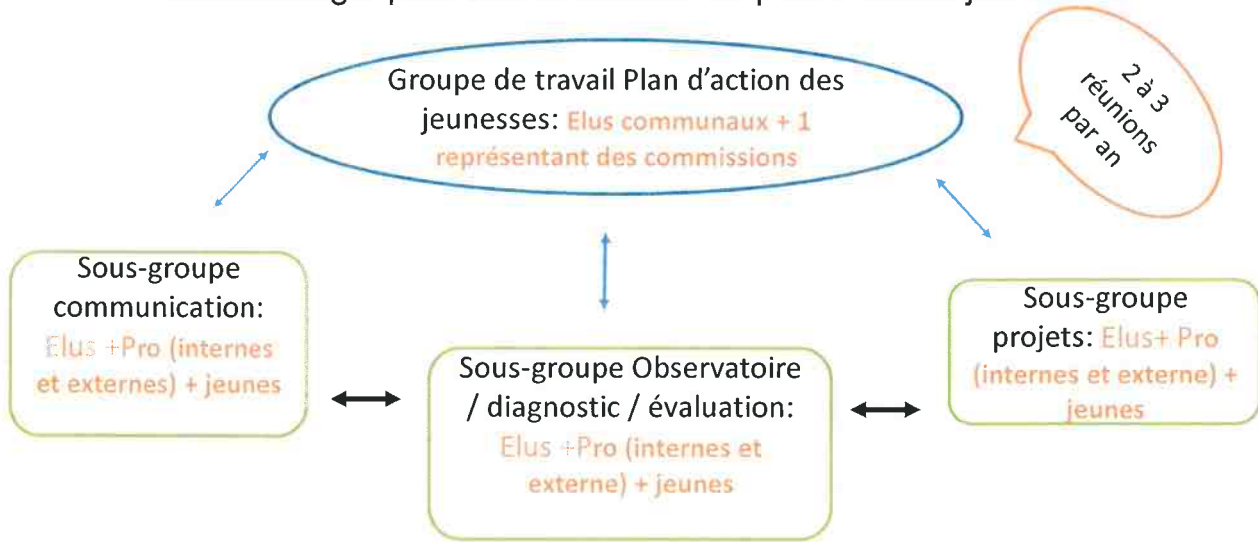 Groupe de travail Plan d'action des
jeunesses: Elus communaux + 1
représentant des commissions
2 à 3
réunions
par an
Sous-groupe
communication:
Elus +Pro (internes
et externes) + jeunes
Sous-groupe Observatoire
/ diagnostic / évaluation:
Elus +Pro (internes et
externe) + jeunes
Sous-groupe
projets: Elus+ Pro
(internes et externe) +
jeunes